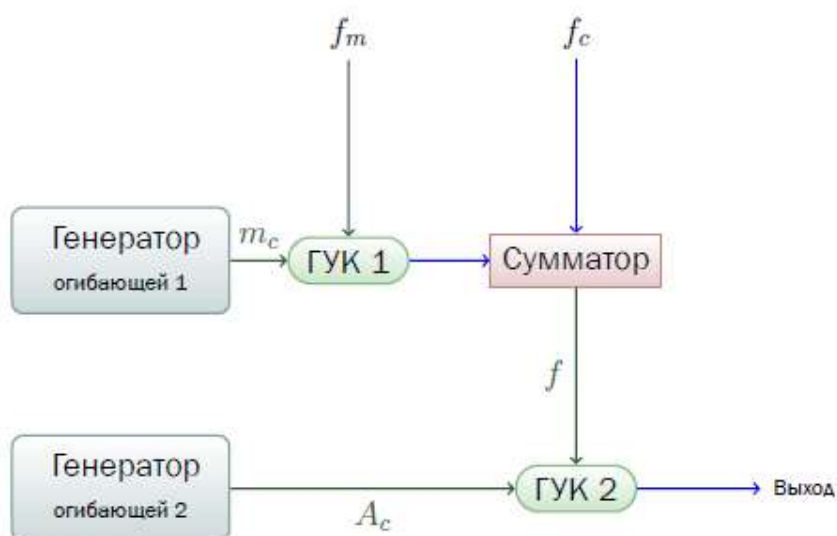 f_m
f_c
Генератор
огибающей 1
m_c
ГУК 1
Сумматор
f
Генератор
огибающей 2
A_c
ГУК 2
Выход